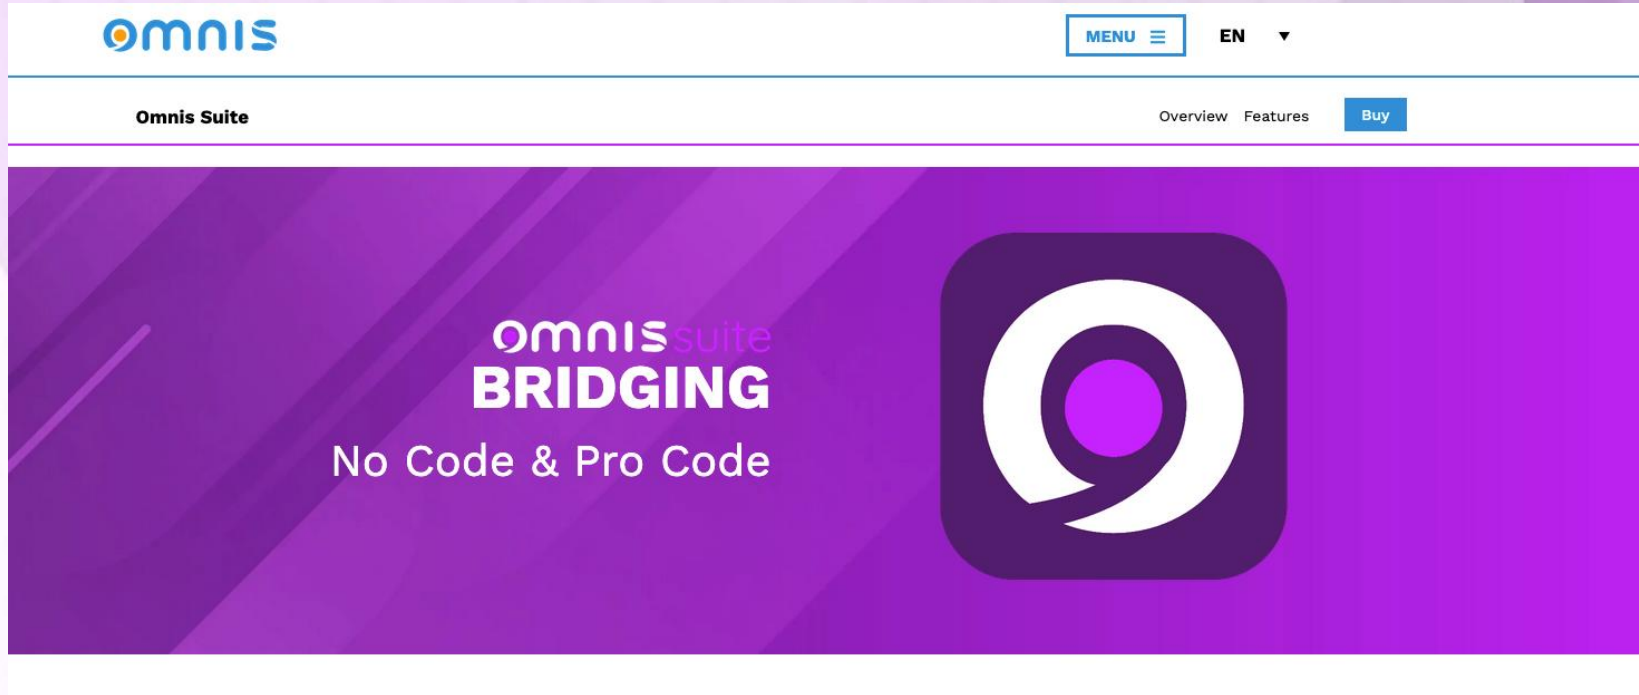 omnis
MENU
EN
Omnis Suite
Overview Features Buy
omnis suite
BRIDGING
No Code & Pro Code